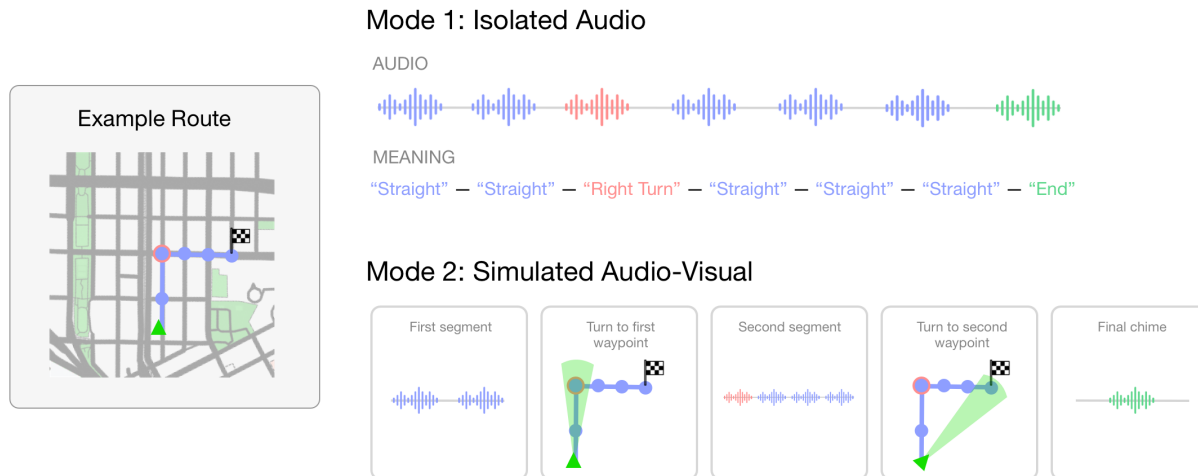 Mode 1: Isolated Audio
AUDIO
MEANING
“Straight” — “Straight” — “Right Turn” — “Straight” — “Straight” — “Straight” — “End”
Example Route
Mode 2: Simulated Audio-Visual
First segment
Turn to first
waypoint
Second segment
Turn to second
waypoint
Final chime